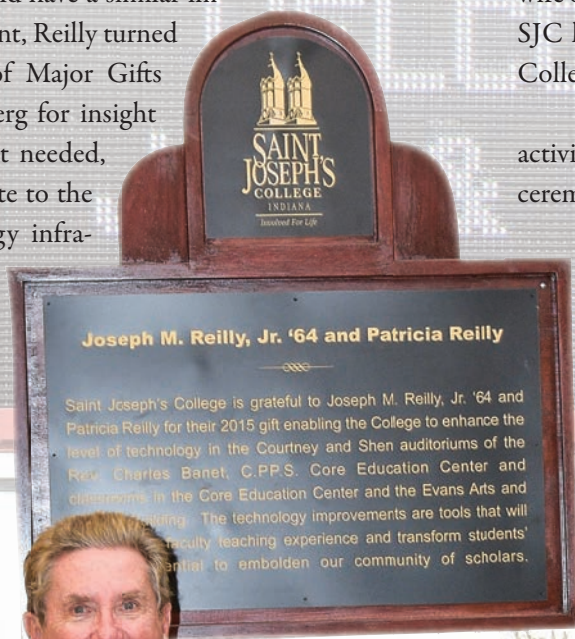 nt, Reilly turned
of Major Gifts
erg for insight
t needed,
te to the
gy infra-
SJC
Colle
activi
cerem
SAINT
JOSEPH'S
COLLEGE
INDIANA
Involved For Life
Joseph M. Reilly, Jr. ‘64 and Patricia Reilly
Saint Joseph's College is grateful to Joseph M. Reilly, Jr. ‘64 and
Patricia Reilly for their 2015 gift enabling the College to enhance the
level of technology in the Courtney and Shen auditoriums of the
Rev. Charles Banet, C.PP.S. Core Education Center and
classrooms in the Core Education Center and the Evans Arts and
The technology improvements are tools that will
faculty teaching experience and transform students'
to embolden our community of scholars.